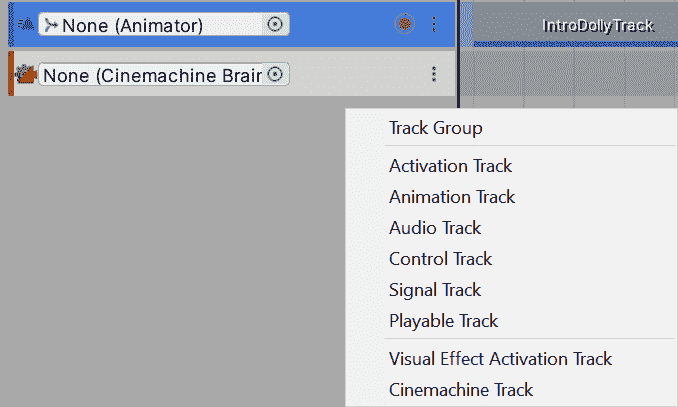 None (Animator)
IntroDollyTrack
None (Cinemachine Brain
Track Group
Activation Track
Animation Track
Audio Track
Control Track
Signal Track
Playable Track
Visual Effect Activation Track
Cinemachine Track